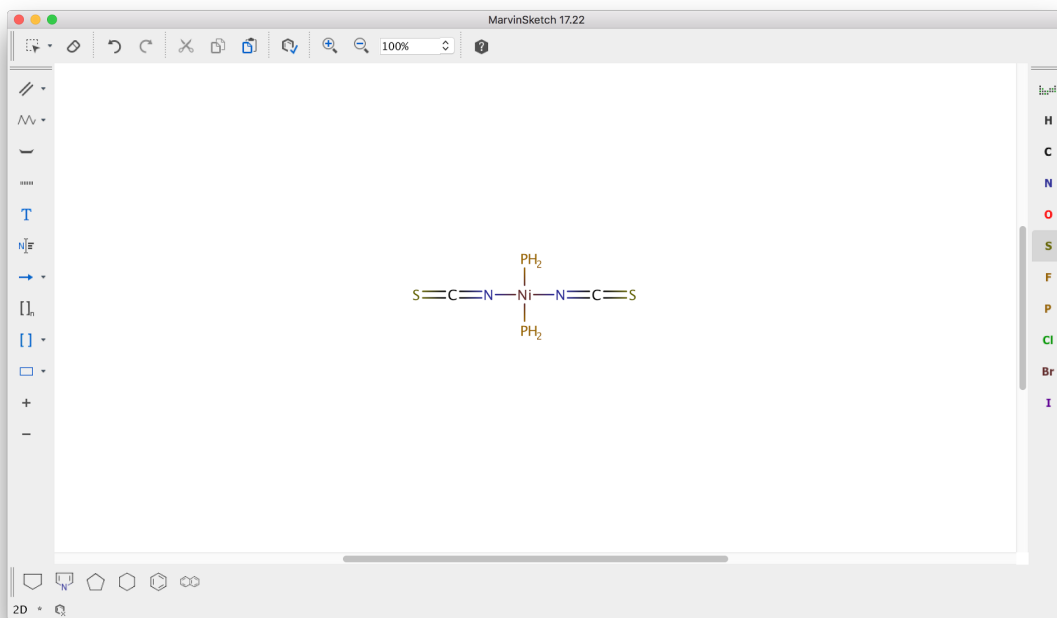 MarvinSketch 17.22
100%
?
T
N
[ ]n
[ ]
+
−
PH2
S C N Ni N C S
PH2
H
C
N
O
S
F
P
Cl
Br
I
N
2D